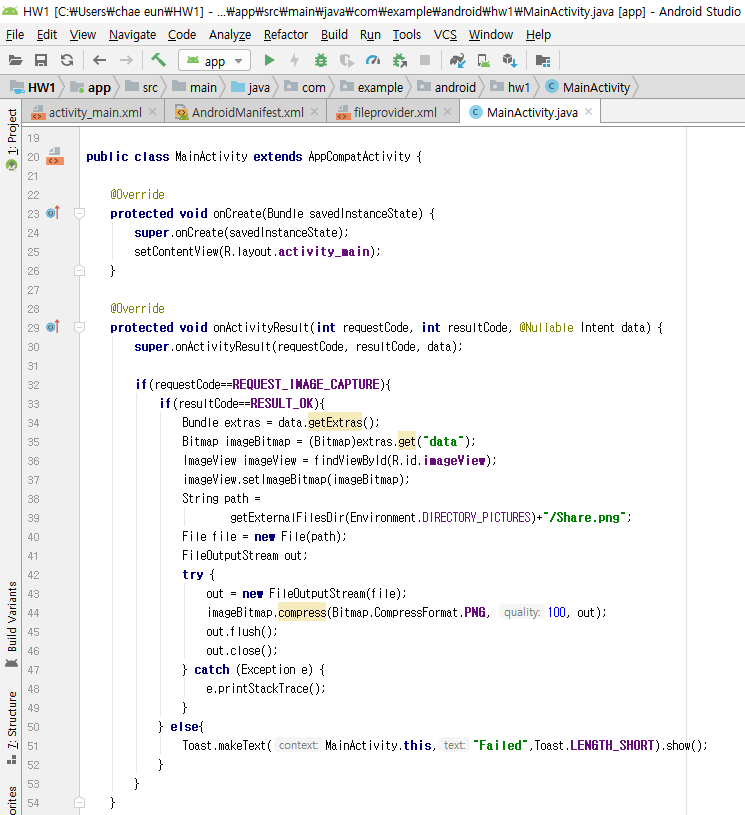 HW1 [C:₩Users₩chae eun₩HW1] - ...₩app₩src₩main₩java₩com₩example₩android₩hw1₩MainActivity.java [app] - Android Studio
File Edit View Navigate Code Analyze Refactor Build Run Tools VCS Window Help
app
HW1 app src main java com example android hw1 MainActivity
activity_main.xml AndroidManifest.xml fileprovider.xml MainActivity.java
1: Project
Build Variants
7: Structure
orites
19
20 public class MainActivity extends AppCompatActivity {
21
22 @Override
23 protected void onCreate(Bundle savedInstanceState) {
24 super.onCreate(savedInstanceState);
25 setContentView(R.layout.activity_main);
26 }
27
28 @Override
29 protected void onActivityResult(int requestCode, int resultCode, @Nullable Intent data) {
30 super.onActivityResult(requestCode, resultCode, data);
31
32 if(requestCode==REQUEST_IMAGE_CAPTURE){
33 if(resultCode==RESULT_OK){
34 Bundle extras = data.getExtras();
35 Bitmap imageBitmap = (Bitmap)extras.get("data");
36 ImageView imageView = findViewById(R.id.imageView);
37 imageView.setImageBitmap(imageBitmap);
38 String path =
39 getExternalFilesDir(Environment.DIRECTORY_PICTURES)+"/Share.png";
40 File file = new File(path);
41 FileOutputStream out;
42 try {
43 out = new FileOutputStream(file);
44 imageBitmap.compress(Bitmap.CompressFormat.PNG, quality: 100, out);
45 out.flush();
46 out.close();
47 } catch (Exception e) {
48 e.printStackTrace();
49 }
50 } else{
51 Toast.makeText( context: MainActivity.this, text: "Failed",Toast.LENGTH_SHORT).show();
52 }
53 }
54 }